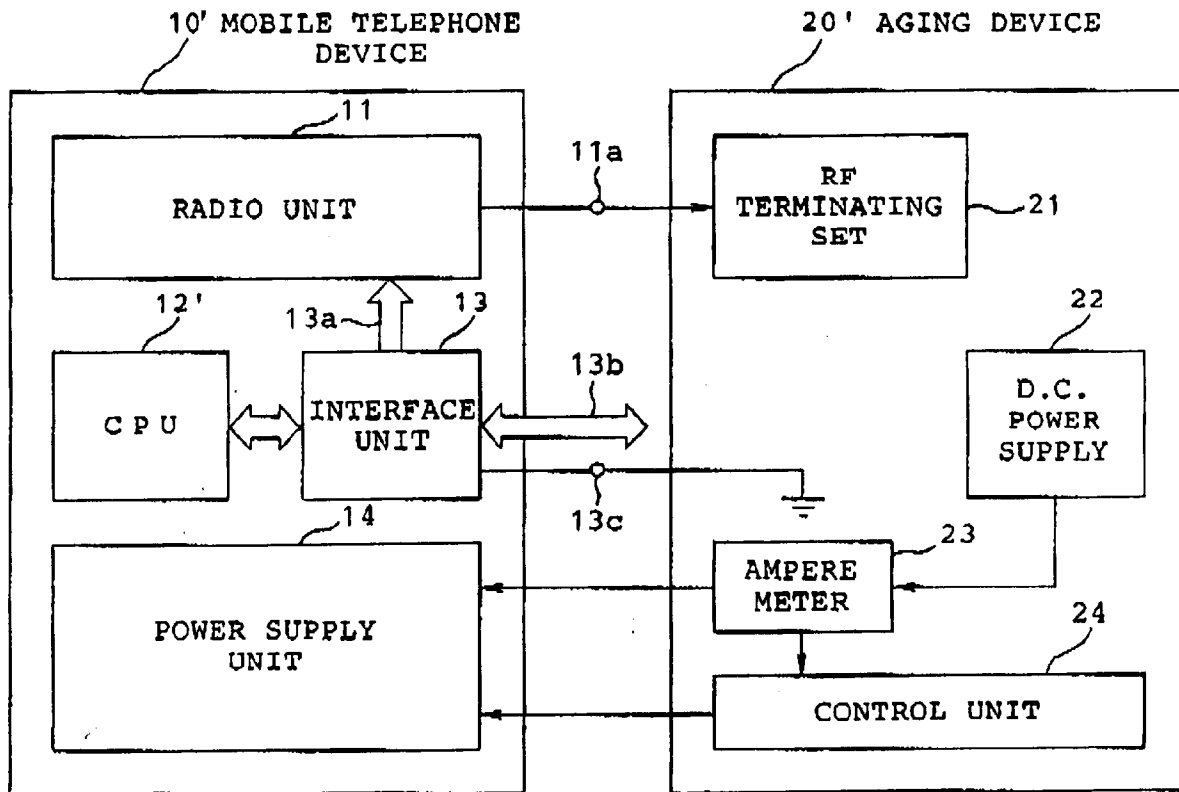 10' MOBILE TELEPHONE
DEVICE
20' AGING DEVICE
11
RADIO UNIT
11a
RF
TERMINATING
SET
21
12'
13a
13
22
CPU
INTERFACE
UNIT
13b
D.C.
POWER
SUPPLY
13c
14
23
POWER SUPPLY
UNIT
AMPERE
METER
24
CONTROL UNIT